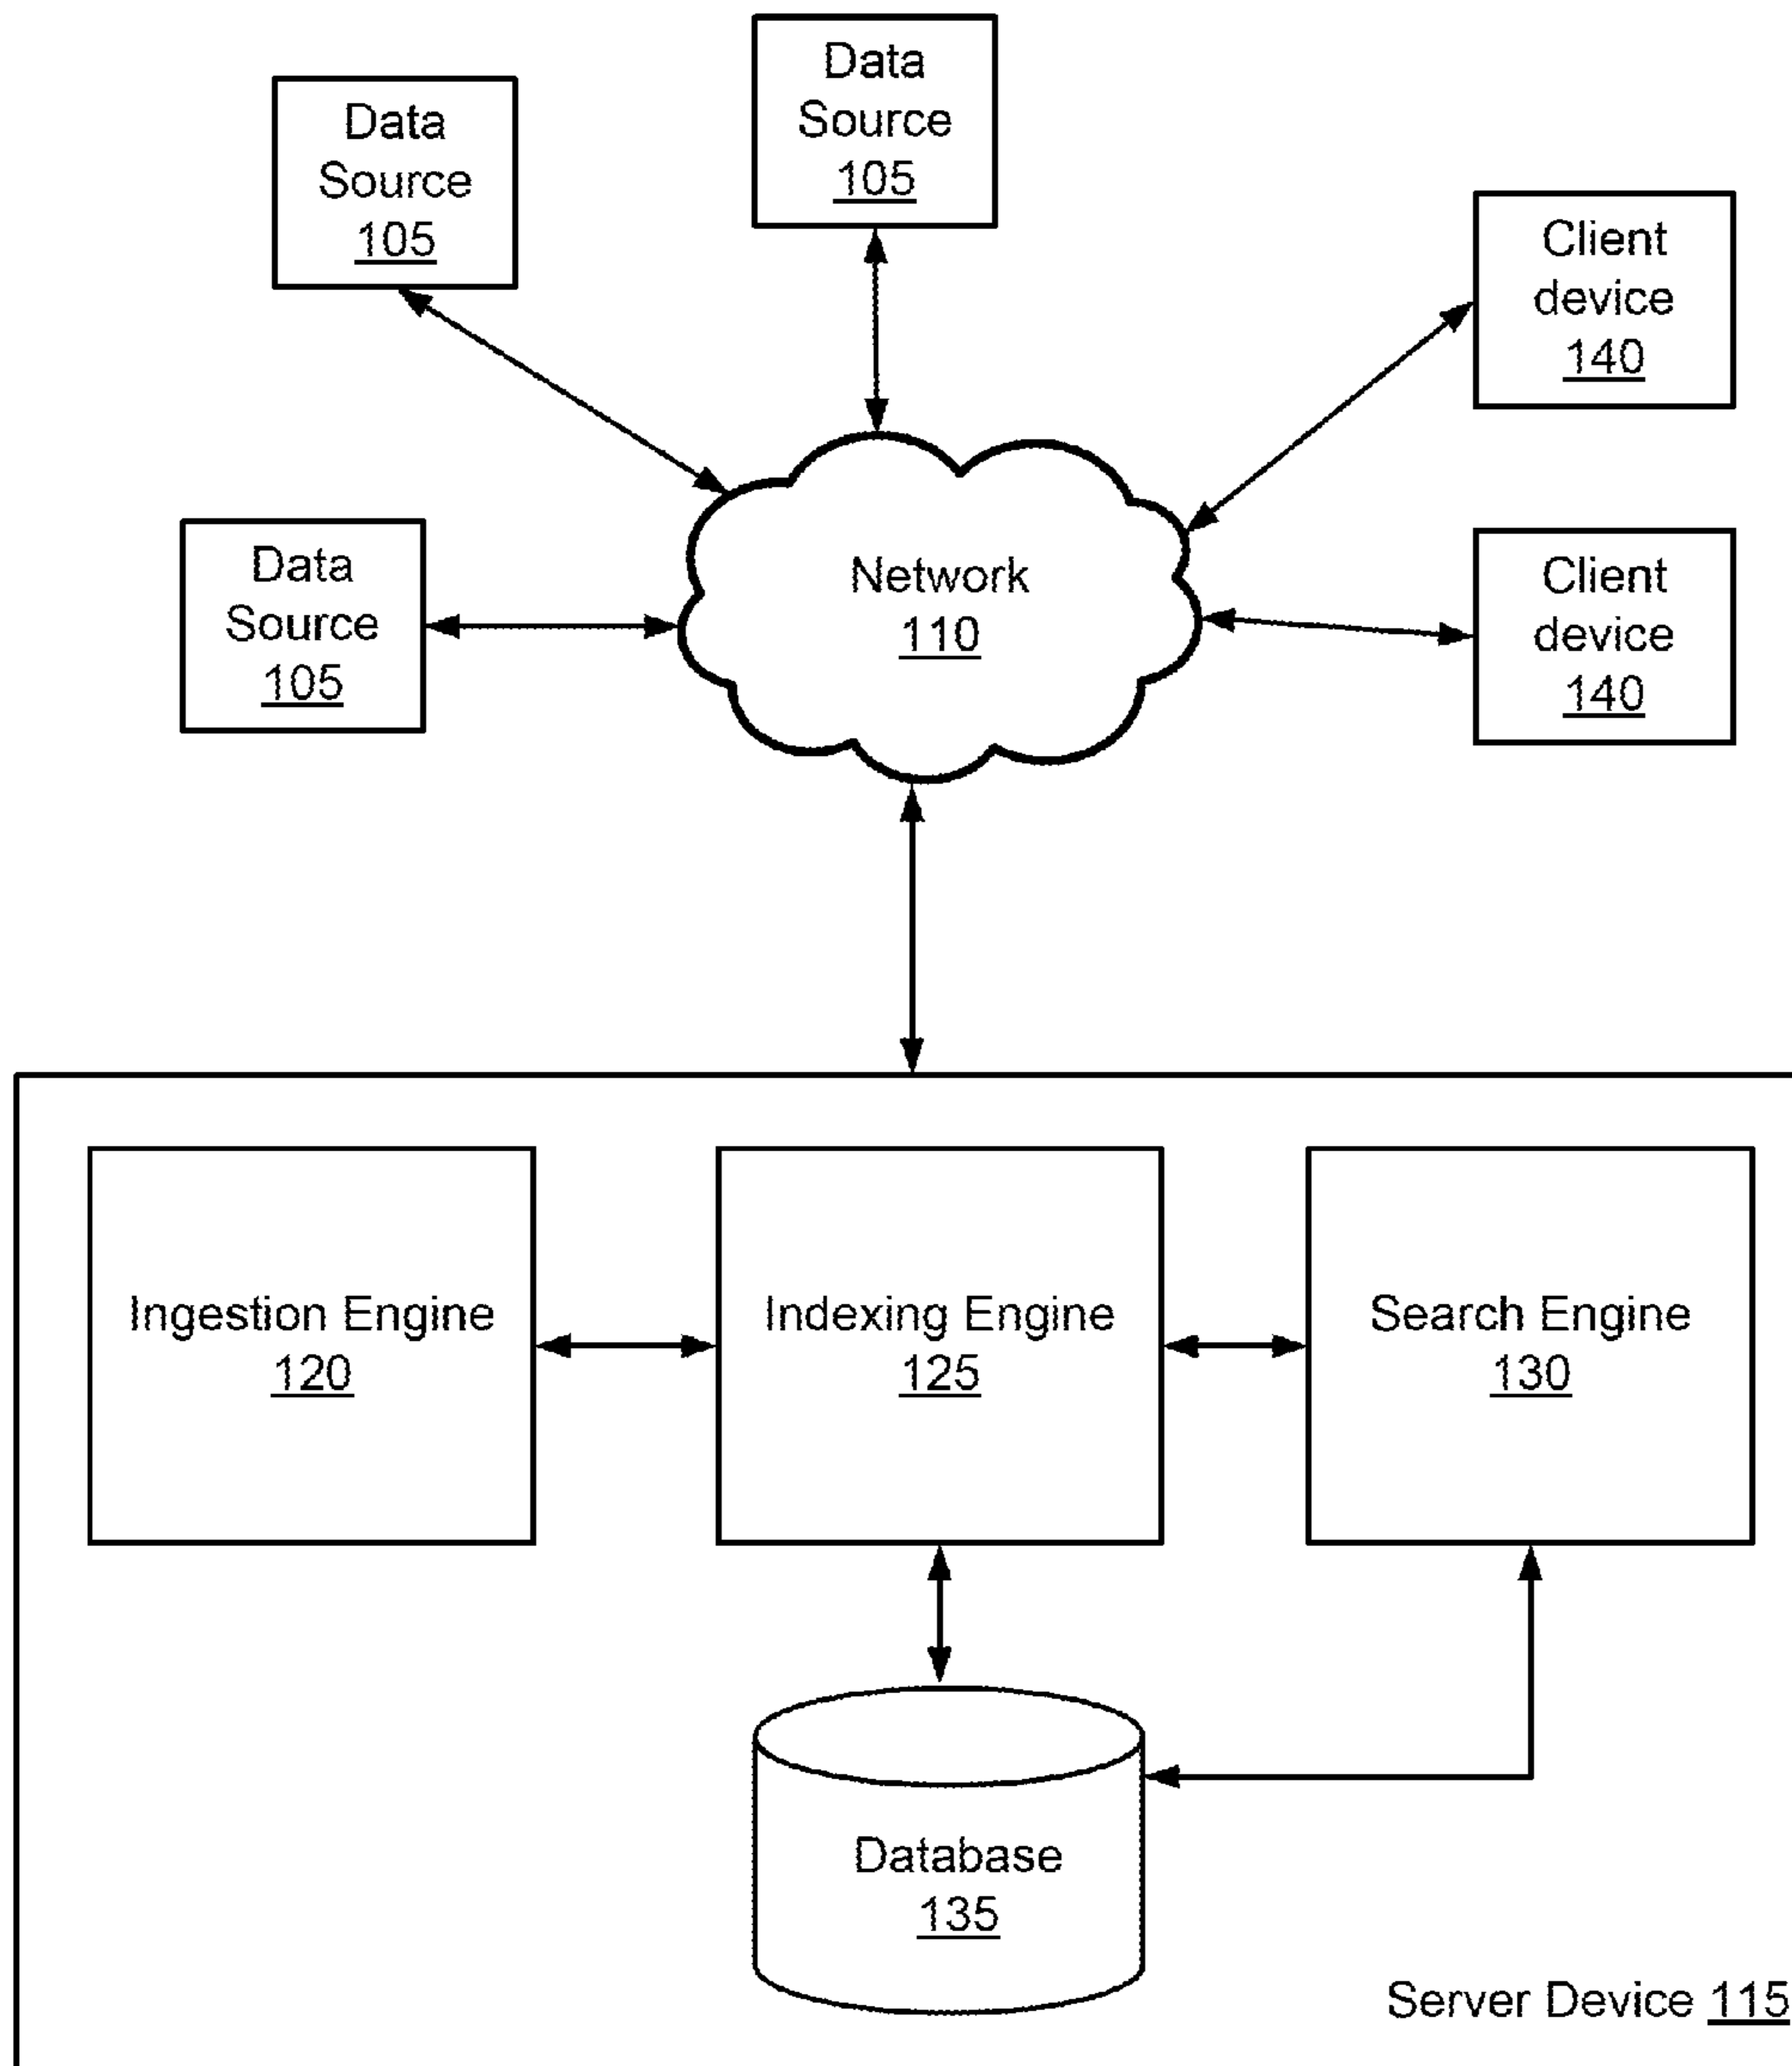 Data
Source
105
Data
Source
105
Client
device
140
Data
Source
105
Network
110
Client
device
140
Ingestion Engine
120
Indexing Engine
125
Search Engine
130
Database
135
Server Device 115